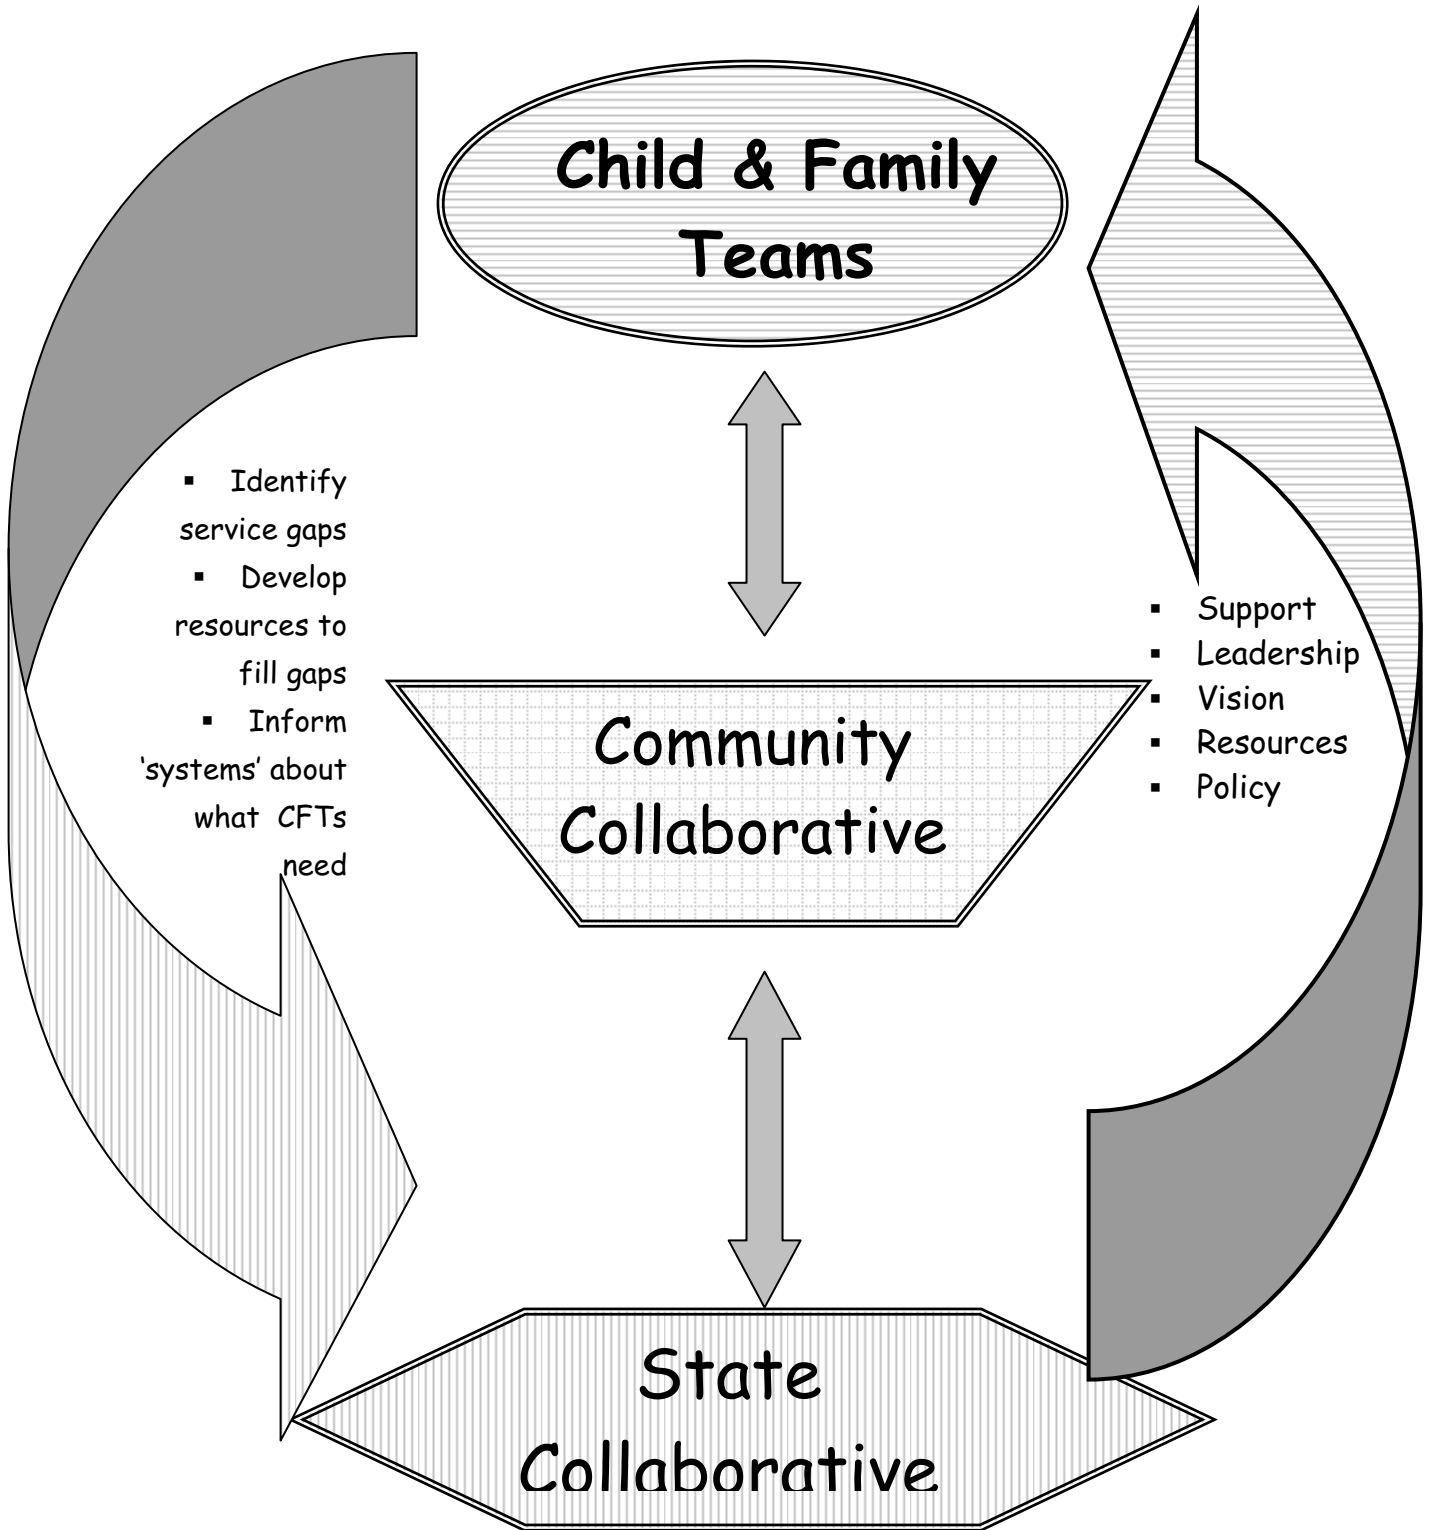 Child & Family
Teams
▪ Identify
service gaps
▪ Develop
resources to
fill gaps
▪ Inform
‘systems’ about
what CFTs
need
▪ Support
▪ Leadership
▪ Vision
▪ Resources
▪ Policy
Community
Collaborative
State
Collaborative